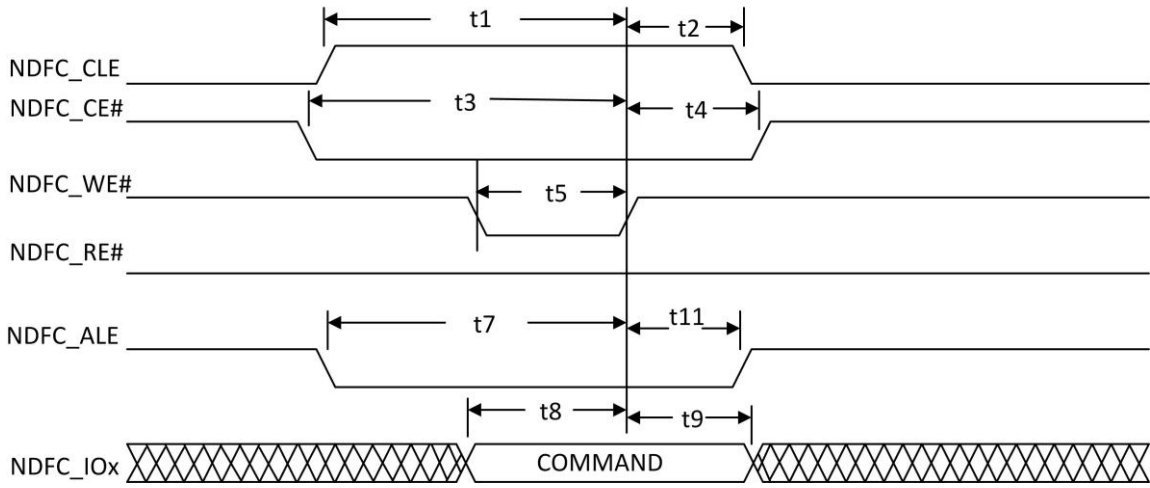 t1
t2
NDFC_CLE
t3
t4
NDFC_CE#
NDFC_WE#
t5
NDFC_RE#
t7
t11
NDFC_ALE
t8
t9
NDFC_IOx
COMMAND